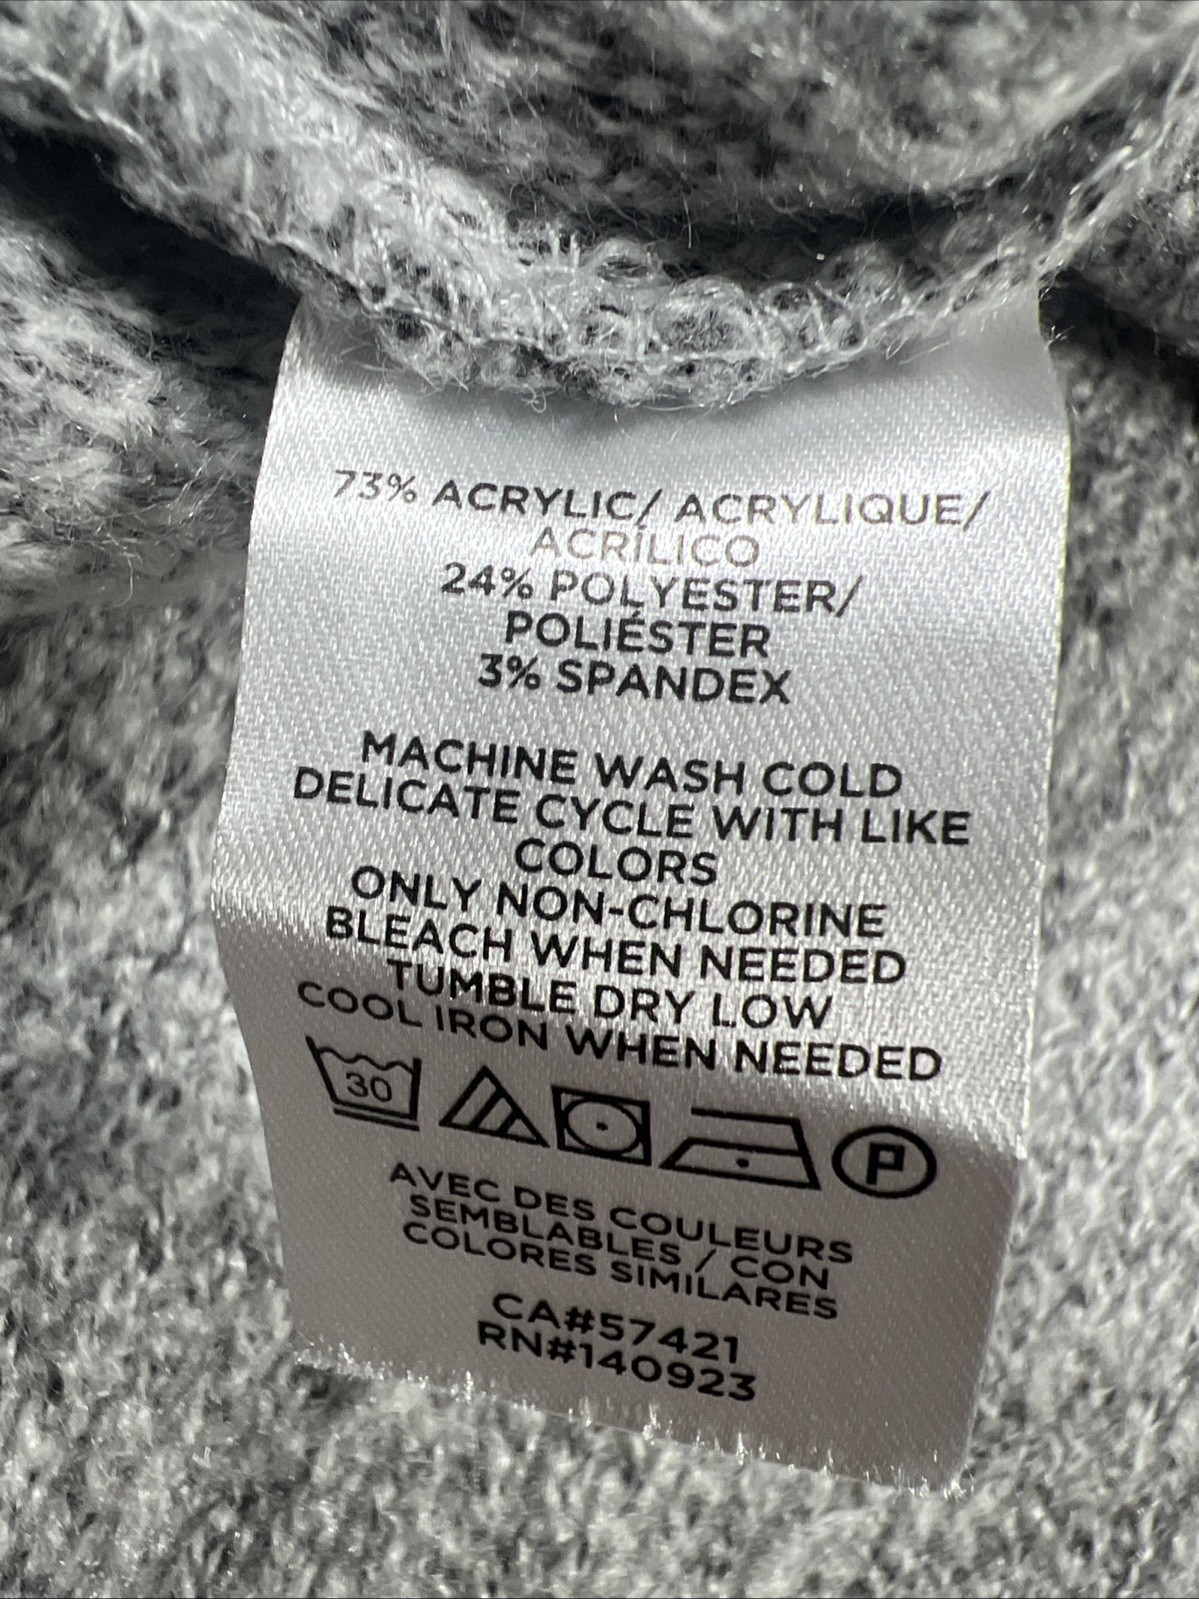 73% ACRYLIC/ ACRYLIQUE/
ACRÍLICO
24% POLYESTER/
POLIÉSTER
3% SPANDEX
MACHINE WASH COLD
DELICATE CYCLE WITH LIKE
COLORS
ONLY NON-CHLORINE
BLEACH WHEN NEEDED
TUMBLE DRY LOW
COOL IRON WHEN NEEDED
30 P
AVEC DES COULEURS
SEMBLABLES / CON
COLORES SIMILARES
CA#57421
RN#140923